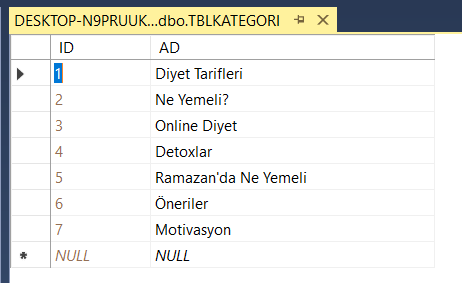 DESKTOP-N9PRUUK...dbo.TBLKATEGORI
ID AD
1 Diyet Tarifleri
2 Ne Yemeli?
3 Online Diyet
4 Detoxlar
5 Ramazan'da Ne Yemeli
6 Öneriler
7 Motivasyon
NULL NULL